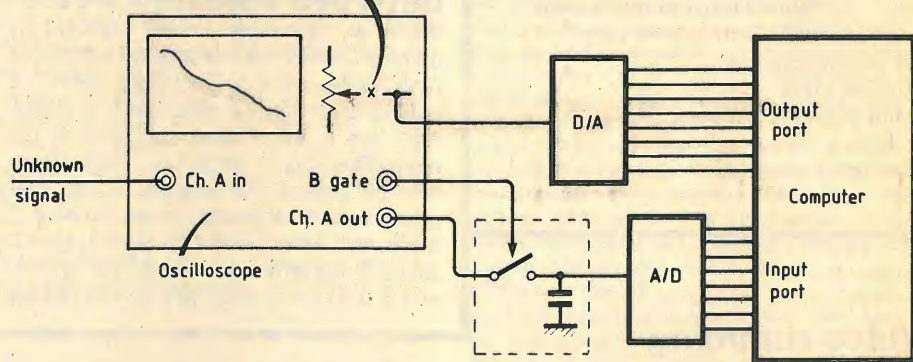 Unknown
signal
Ch. A in
B gate
Ch. A out
x
Oscilloscope
D/A
A/D
Output
port
Computer
Input
port